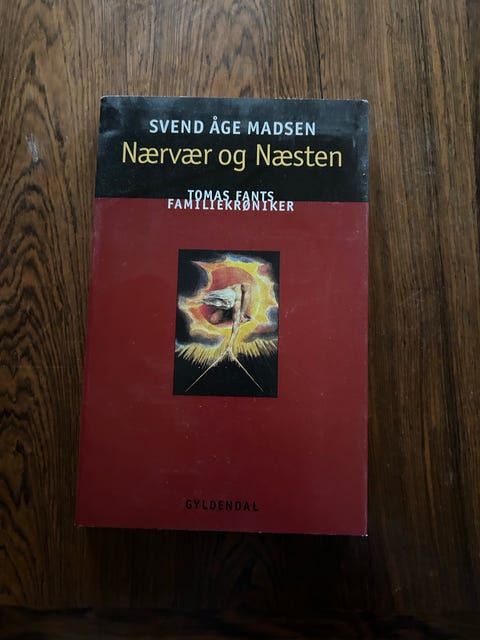 SVEND ÅGE MADSEN
Nærvær og Næsten
TOMAS FANTS
FAMILIEKRØNIKER
GYLDENDAL